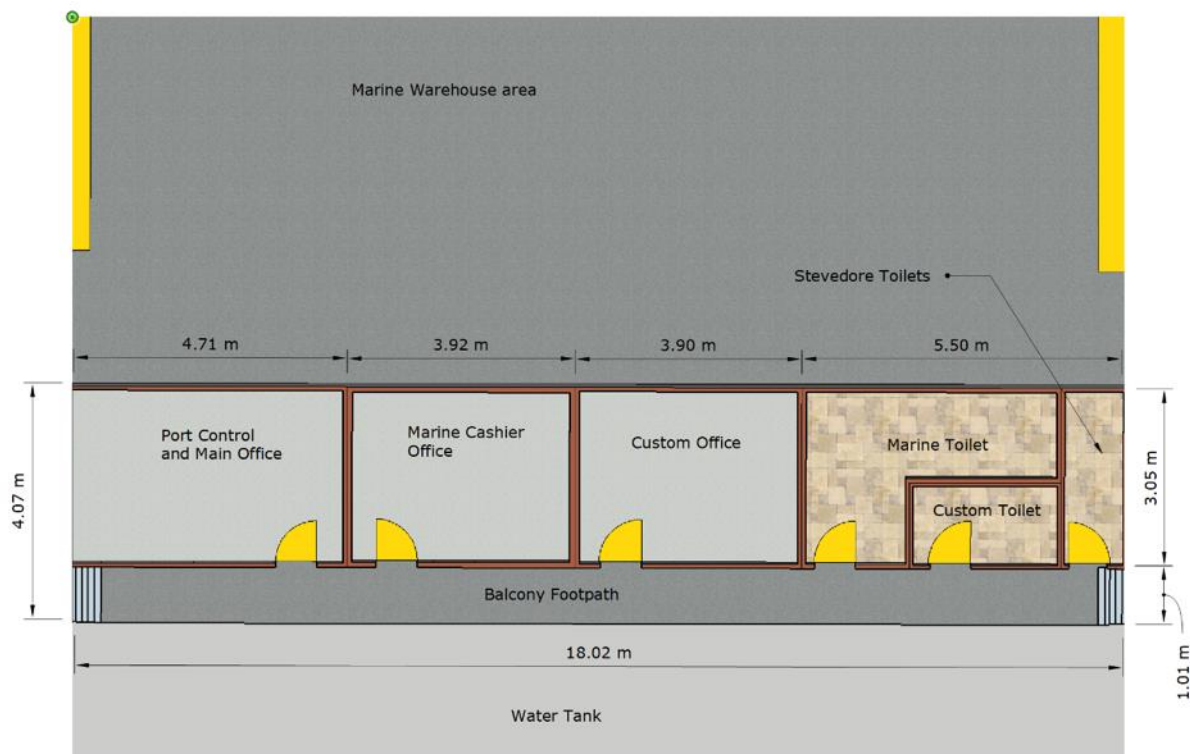 Marine Warehouse area
Stevedore Toilets
4.71 m
3.92 m
3.90 m
5.50 m
Port Control
and Main Office
Marine Cashier
Office
Custom Office
Marine Toilet
Custom Toilet
4.07 m
3.05 m
Balcony Footpath
1.01 m
18.02 m
Water Tank